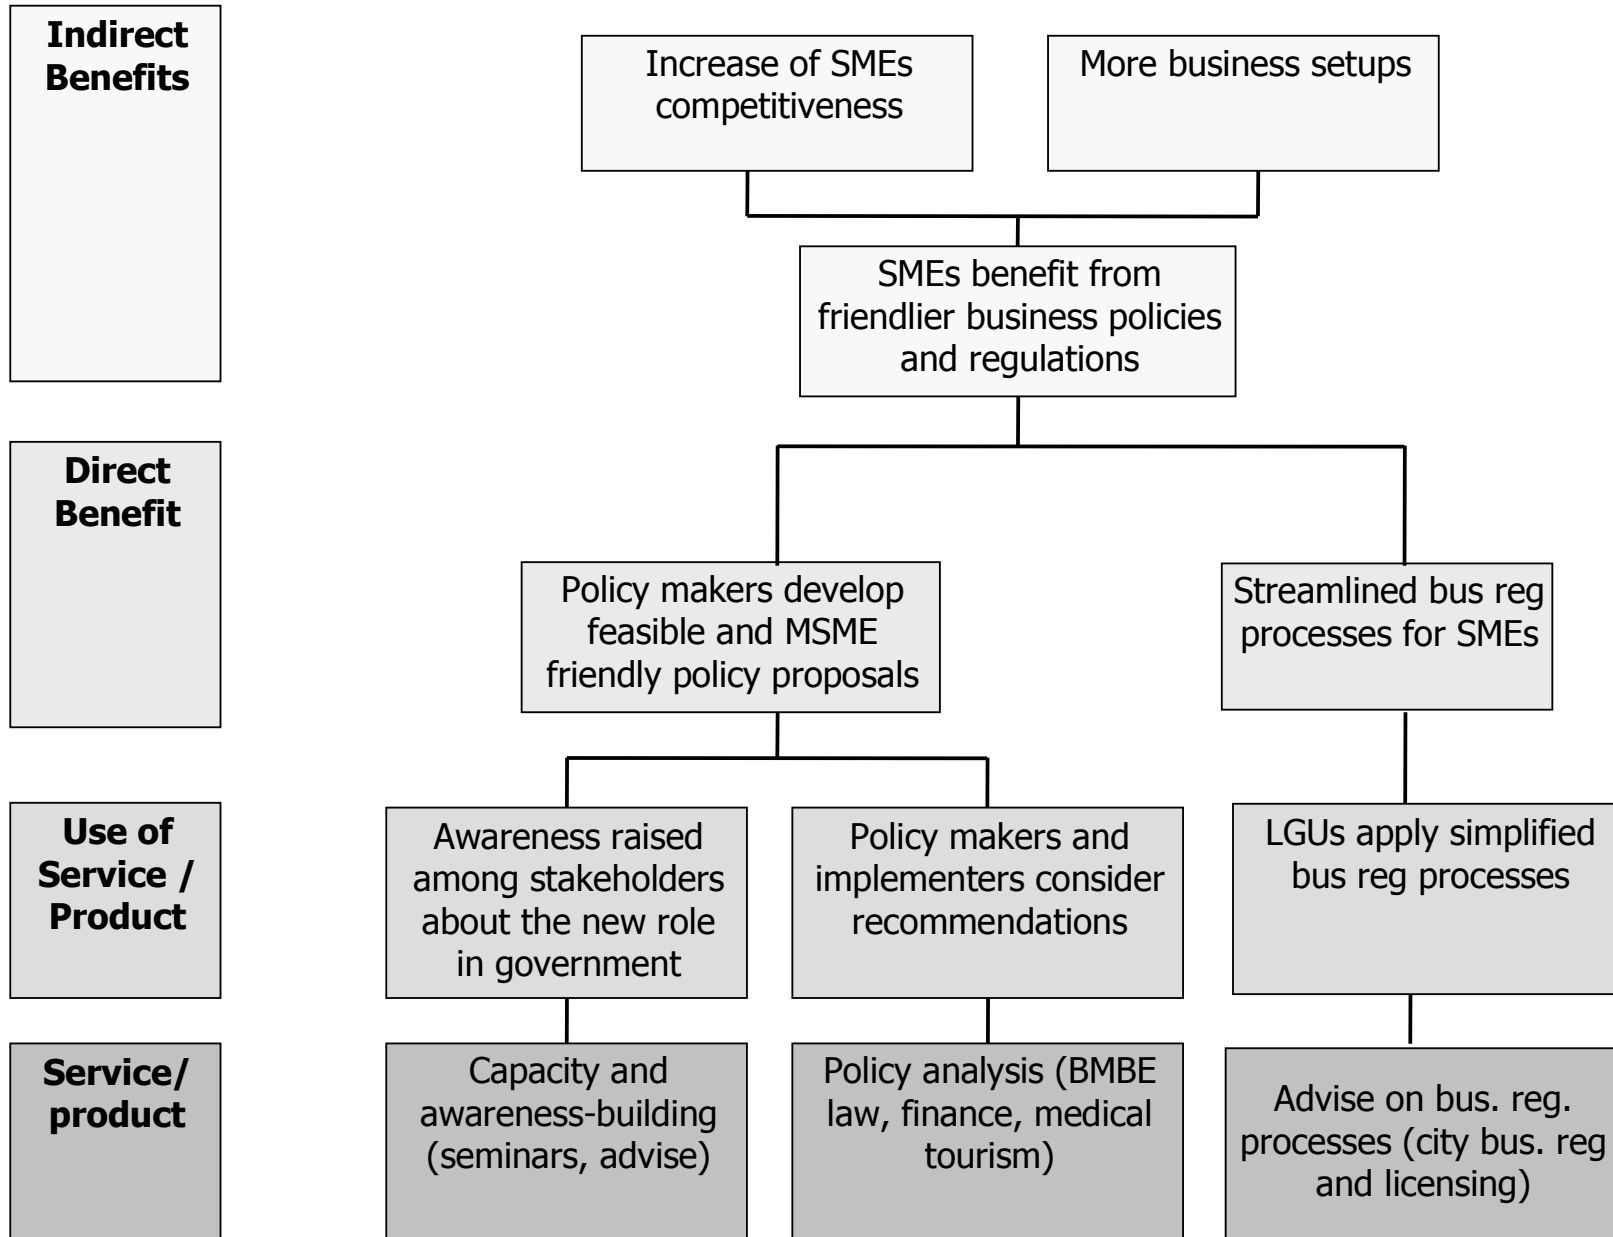 Indirect
Benefits
Increase of SMEs
competitiveness
More business setups
SMEs benefit from
friendlier business policies
and regulations
Direct
Benefit
Policy makers develop
feasible and MSME
friendly policy proposals
Streamlined bus reg
processes for SMEs
Use of
Service /
Product
Awareness raised
among stakeholders
about the new role
in government
Policy makers and
implementers consider
recommendations
LGUs apply simplified
bus reg processes
Service/
product
Capacity and
awareness-building
(seminars, advise)
Policy analysis (BMBE
law, finance, medical
tourism)
Advise on bus. reg.
processes (city bus. reg
and licensing)